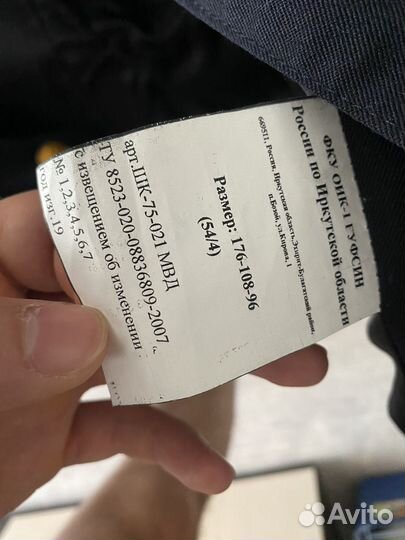 ФКУ ОИК-1 ГУФСИН
России по Иркутской области
669511, Россия, Иркутская область, Эхирит-Булагатский район,
п.Бозой, ул.Кирова, 1
Размер: 176-108-96
(54/4)
арт.ПК-75-021 МВД
ТУ 8523-020-08836809-2007
с извещением об изменении
№ 1,2,3,4,5,6,7
год изг.19
Avito